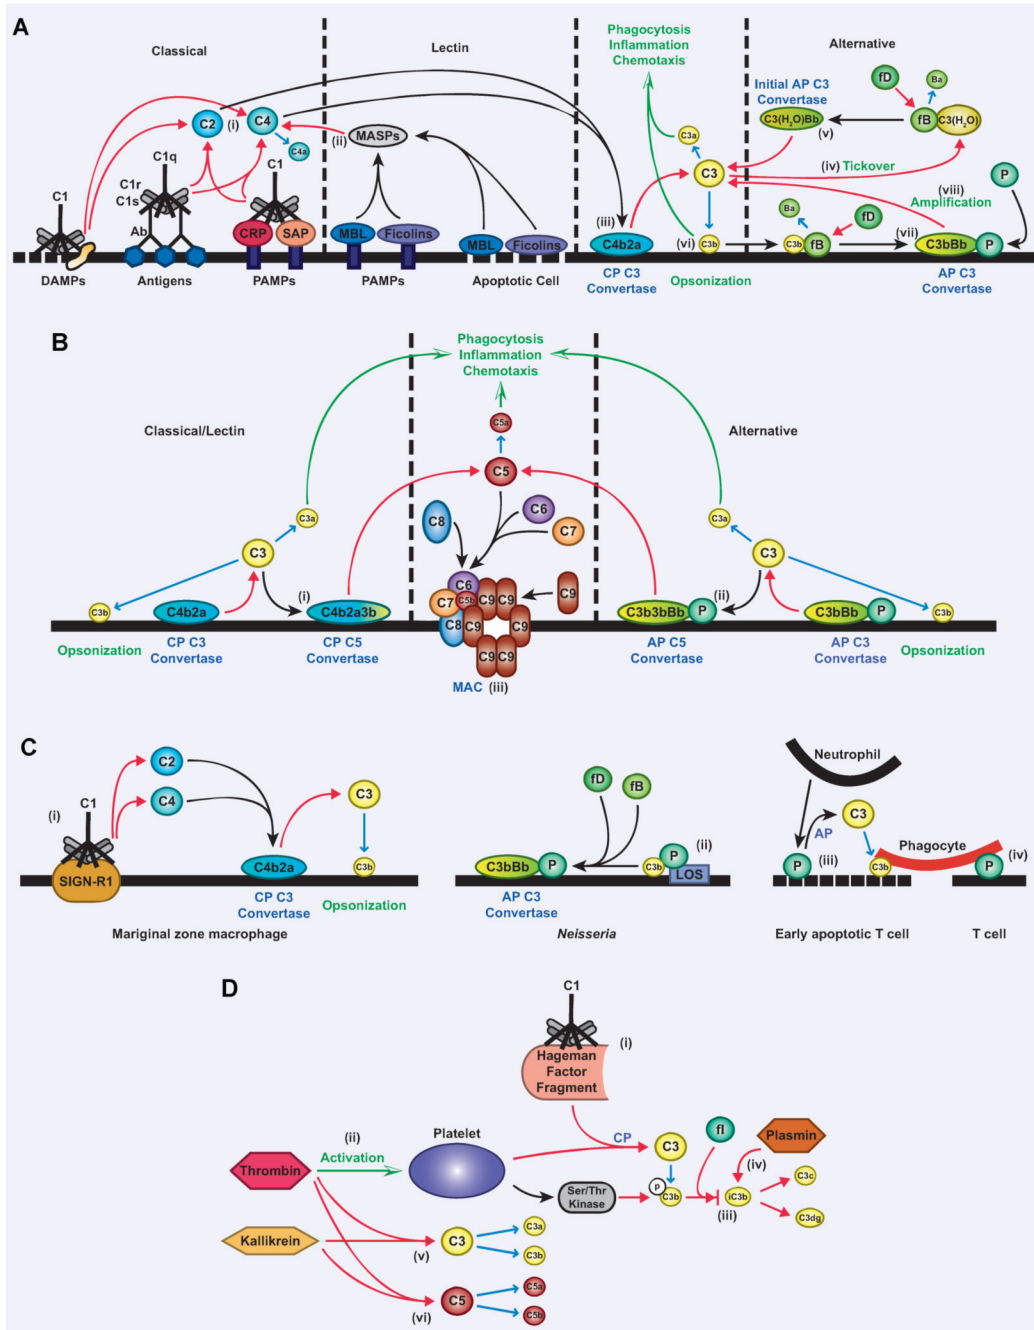 A
Classical
Lectin
Phagocytosis
Inflammation
Chemotaxis
Alternative
Initial AP C3
Convertase
fD
Ba
C3(H2O)Bb
fB
C3(H2O)
(v)
C2
(i)
C4
C4a
(ii)
MASPs
C3a
C3
(iv) Tickover
P
C1q
C1r
C1s
C1
C1
(viii)
Amplification
Ab
CRP
SAP
MBL
Ficolins
MBL
Ficolins
(iii)
C4b2a
(vi)
C3b
Ba
fD
C3b
fB
(vii)
C3bBb
P
DAMPs
Antigens
PAMPs
PAMPs
Apoptotic Cell
CP C3
Convertase
Opsonization
AP C3
Convertase
B
Phagocytosis
Inflammation
Chemotaxis
Classical/Lectin
C5a
Alternative
C5
C3a
C8
C6
C7
C3a
C3
C3
(i)
C6
C7
C5b
C9
C9
C9
(ii)
C3b
C4b2a
C4b2a3b
C8
C9
C9
C3b3bBb
P
C3bBb
P
C3b
C9
C9
Opsonization
CP C3
Convertase
CP C5
Convertase
MAC (iii)
AP C5
Convertase
AP C3
Convertase
Opsonization
C
C2
C4
C1
(i)
C3
SIGN-R1
C4b2a
C3b
CP C3
Convertase
Opsonization
Mariginal zone macrophage
fD
fB
C3bBb
P
C3b
P
(ii)
LOS
AP C3
Convertase
Neisseria
Neutrophil
C3
AP
Phagocyte
P
(iii)
C3b
P
(iv)
Early apoptotic T cell
T cell
D
C1
(i)
Hageman
Factor
Fragment
(ii)
Activation
Platelet
CP
C3
fI
Plasmin
Thrombin
P
C3b
Ser/Thr
Kinase
(iii)
iC3b
(iv)
C3c
C3dg
Kallikrein
(v)
C3
C3a
C3b
(vi)
C5
C5a
C5b